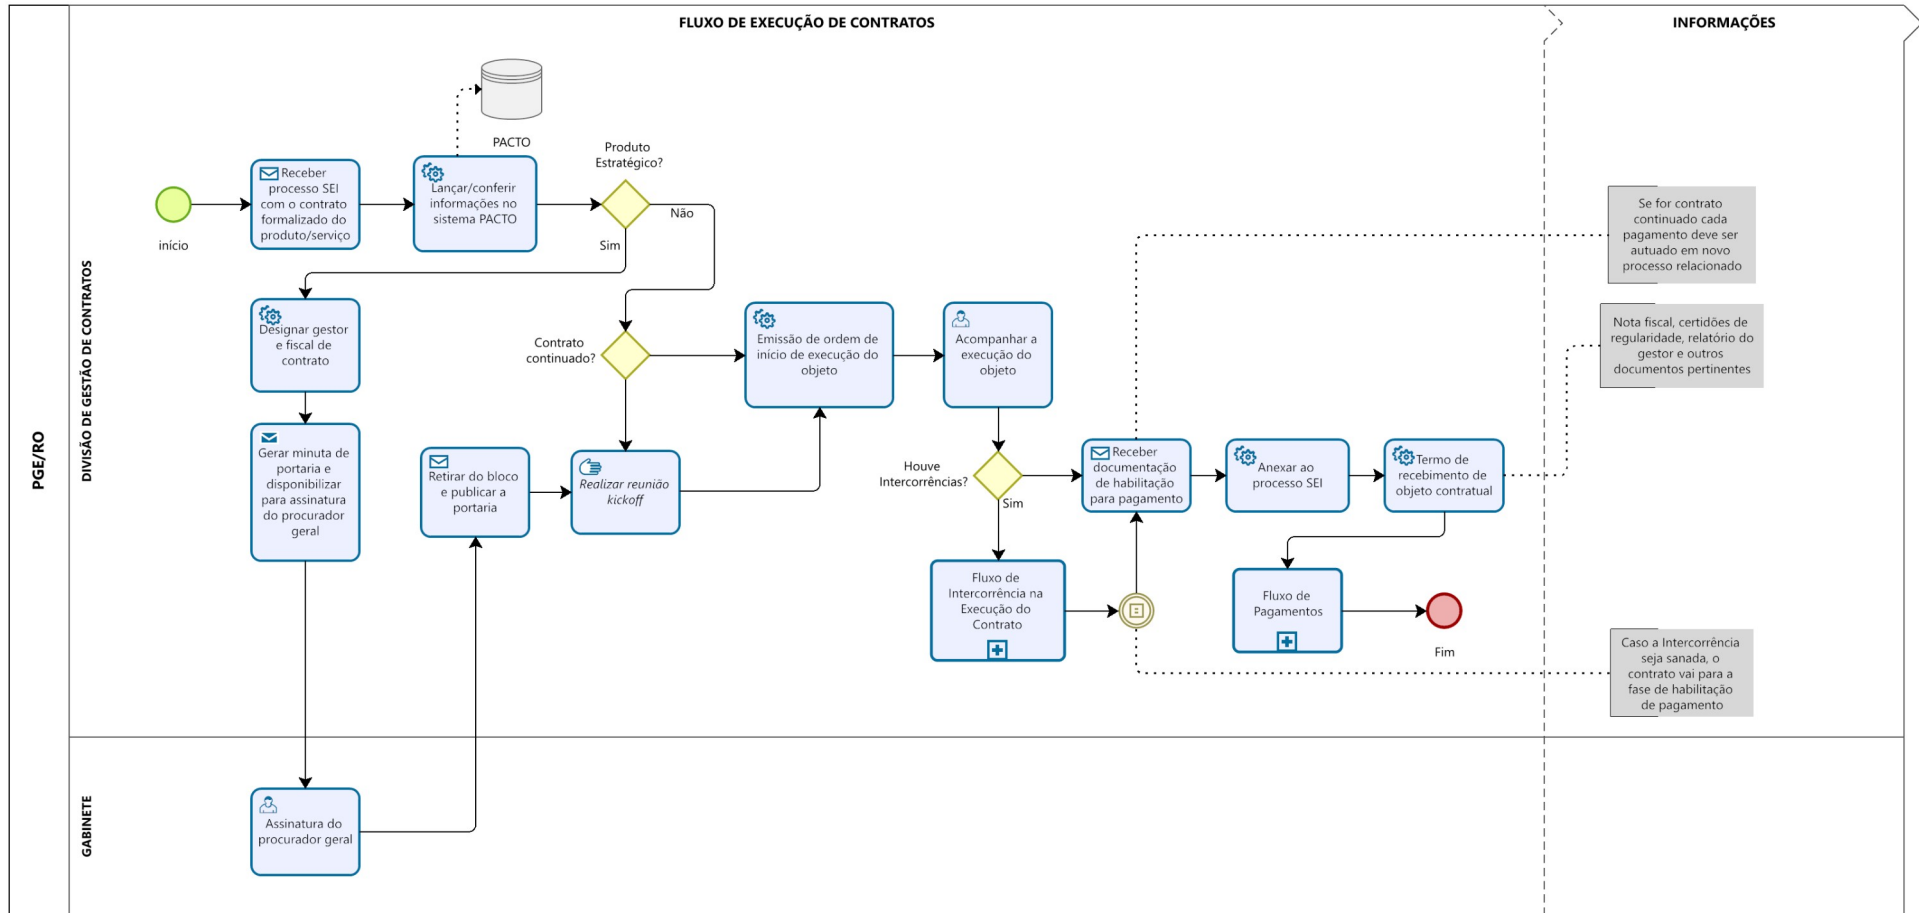 FLUXO DE EXECUÇÃO DE CONTRATOS
INFORMAÇÕES
PGE/RO
DIVISÃO DE GESTÃO DE CONTRATOS
GABINETE
início
Receber
processo SEI
com o contrato
formalizado do
produto/serviço
PACTO
Lançar/conferir
informações no
sistema PACTO
Produto
Estratégico?
Não
Sim
Designar gestor
e fiscal de
contrato
Gerar minuta de
portaria e
disponibilizar
para assinatura
do procurador
geral
Assinatura do
procurador geral
Retirar do bloco
e publicar a
portaria
Contrato
continuado?
Realizar reunião
kickoff
Emissão de ordem de
início de execução do
objeto
Acompanhar a
execução do
objeto
Houve
Intercorrências?
Sim
Fluxo de
Intercorrência na
Execução do
Contrato
Receber
documentação
de habilitação
para pagamento
Anexar ao
processo SEI
Termo de
recebimento de
objeto contratual
Fluxo de
Pagamentos
Fim
Se for contrato
continuado cada
pagamento deve ser
autuado em novo
processo relacionado
Nota fiscal, certidões de
regularidade, relatório do
gestor e outros
documentos pertinentes
Caso a Intercorrência
seja sanada, o
contrato vai para a
fase de habilitação
de pagamento